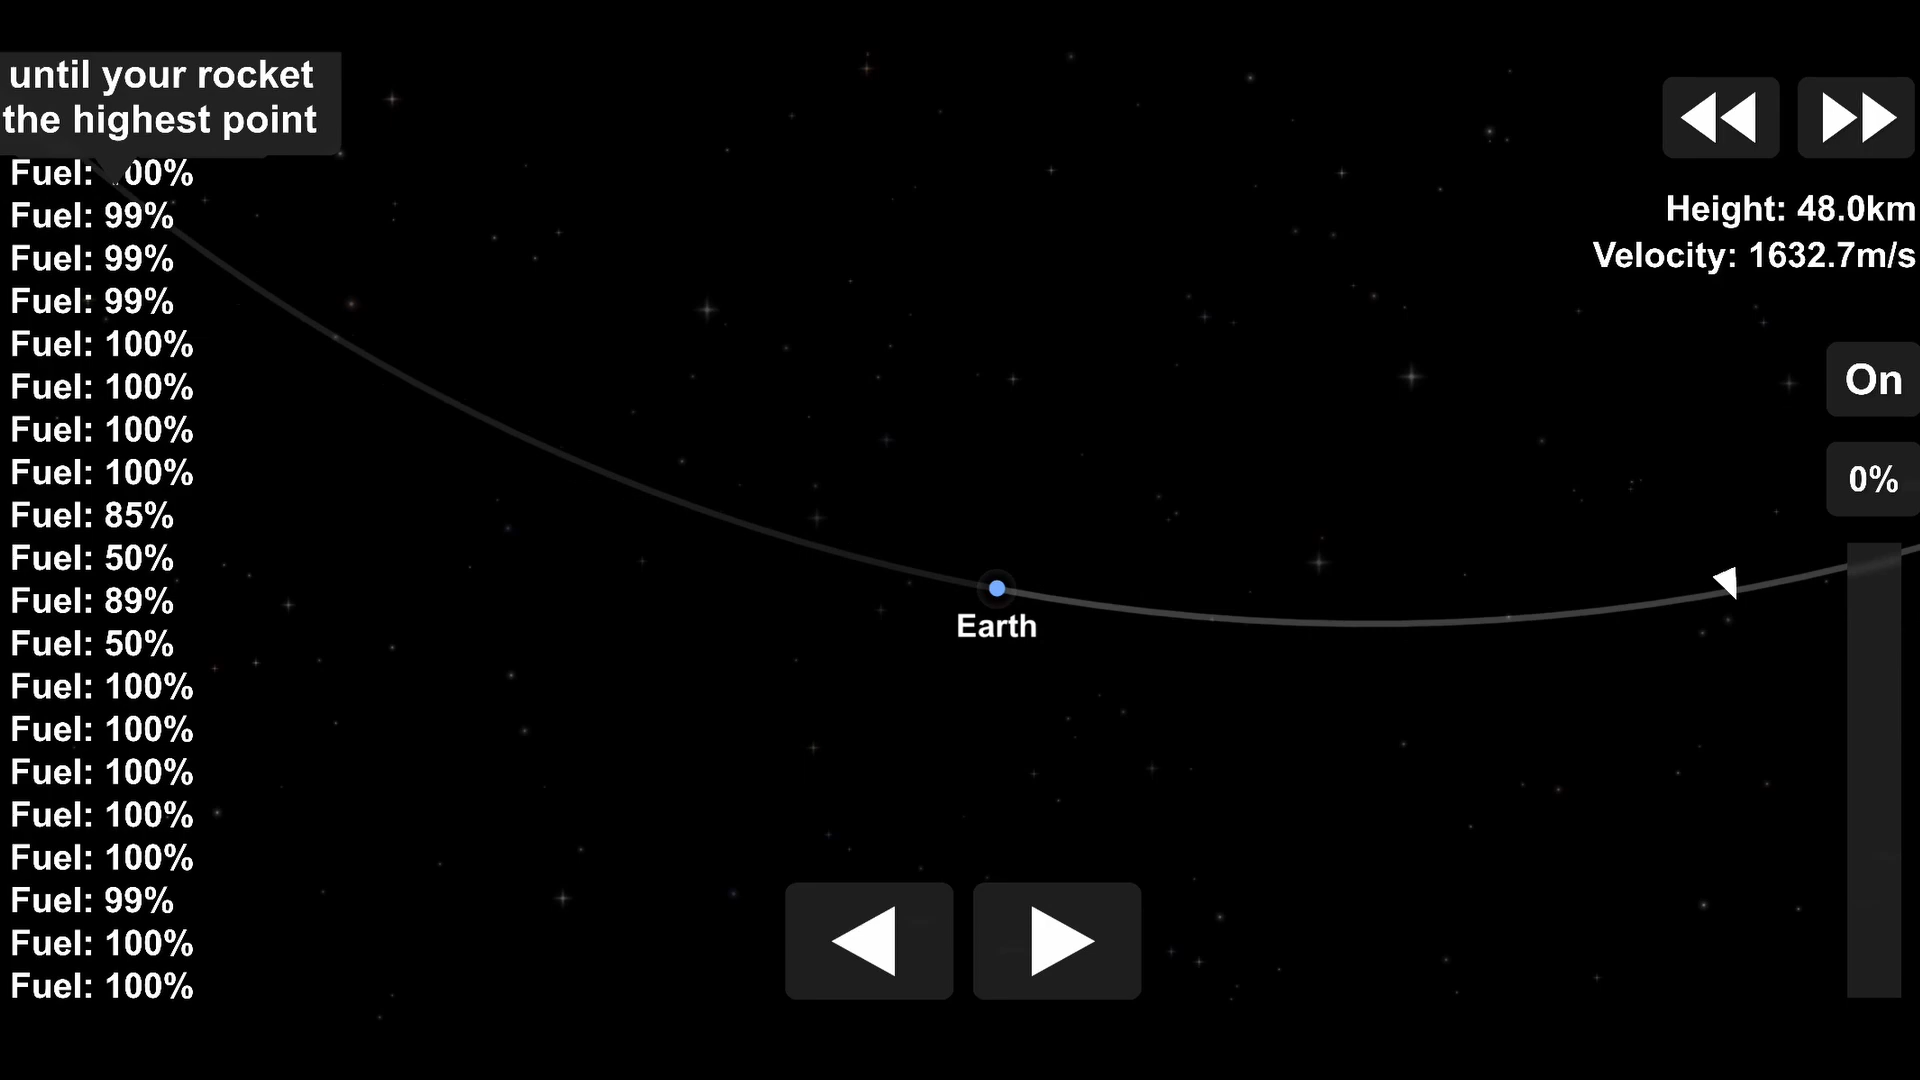 until your rocket
the highest point
Fuel: 100%
Fuel: 99%
Fuel: 99%
Fuel: 99%
Fuel: 100%
Fuel: 100%
Fuel: 100%
Fuel: 100%
Fuel: 85%
Fuel: 50%
Fuel: 89%
Fuel: 50%
Fuel: 100%
Fuel: 100%
Fuel: 100%
Fuel: 100%
Fuel: 100%
Fuel: 99%
Fuel: 100%
Fuel: 100%
Earth
Height: 48.0km
Velocity: 1632.7m/s
On
0%